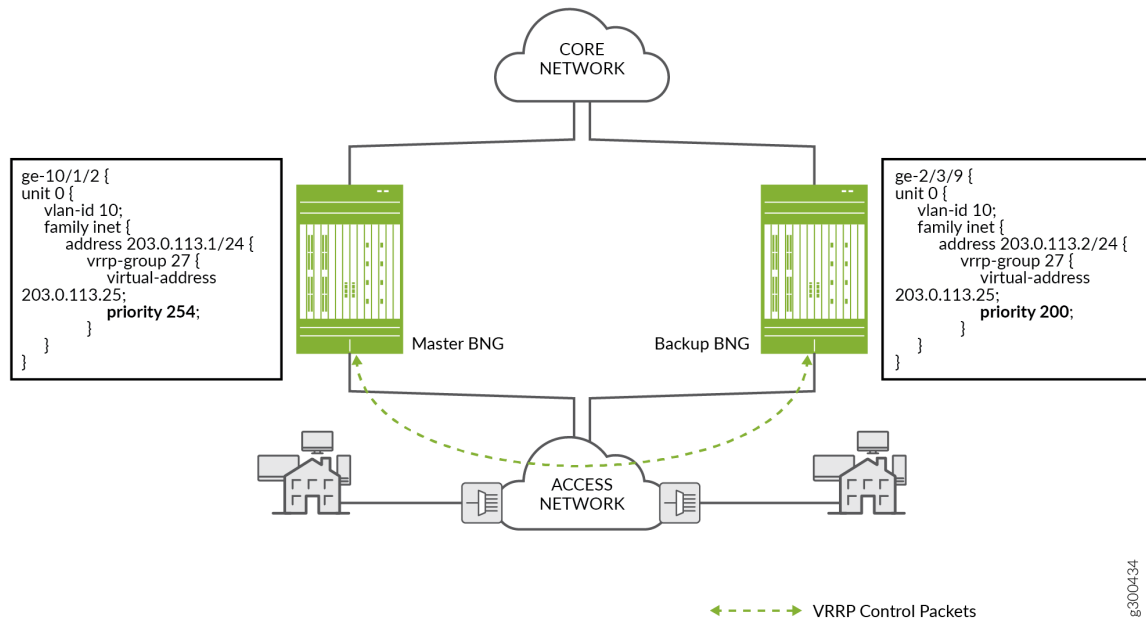 CORE
NETWORK
ge-10/1/2 {
unit 0 {
vlan-id 10;
family inet {
address 203.0.113.1/24 {
vrrp-group 27 {
virtual-address
203.0.113.25;
priority 254;
}
}
}
ge-2/3/9 {
unit 0 {
vlan-id 10;
family inet {
address 203.0.113.2/24 {
vrrp-group 27 {
virtual-address
203.0.113.25;
priority 200;
}
}
}
Master BNG
Backup BNG
ACCESS
NETWORK
VRRP Control Packets
g300434